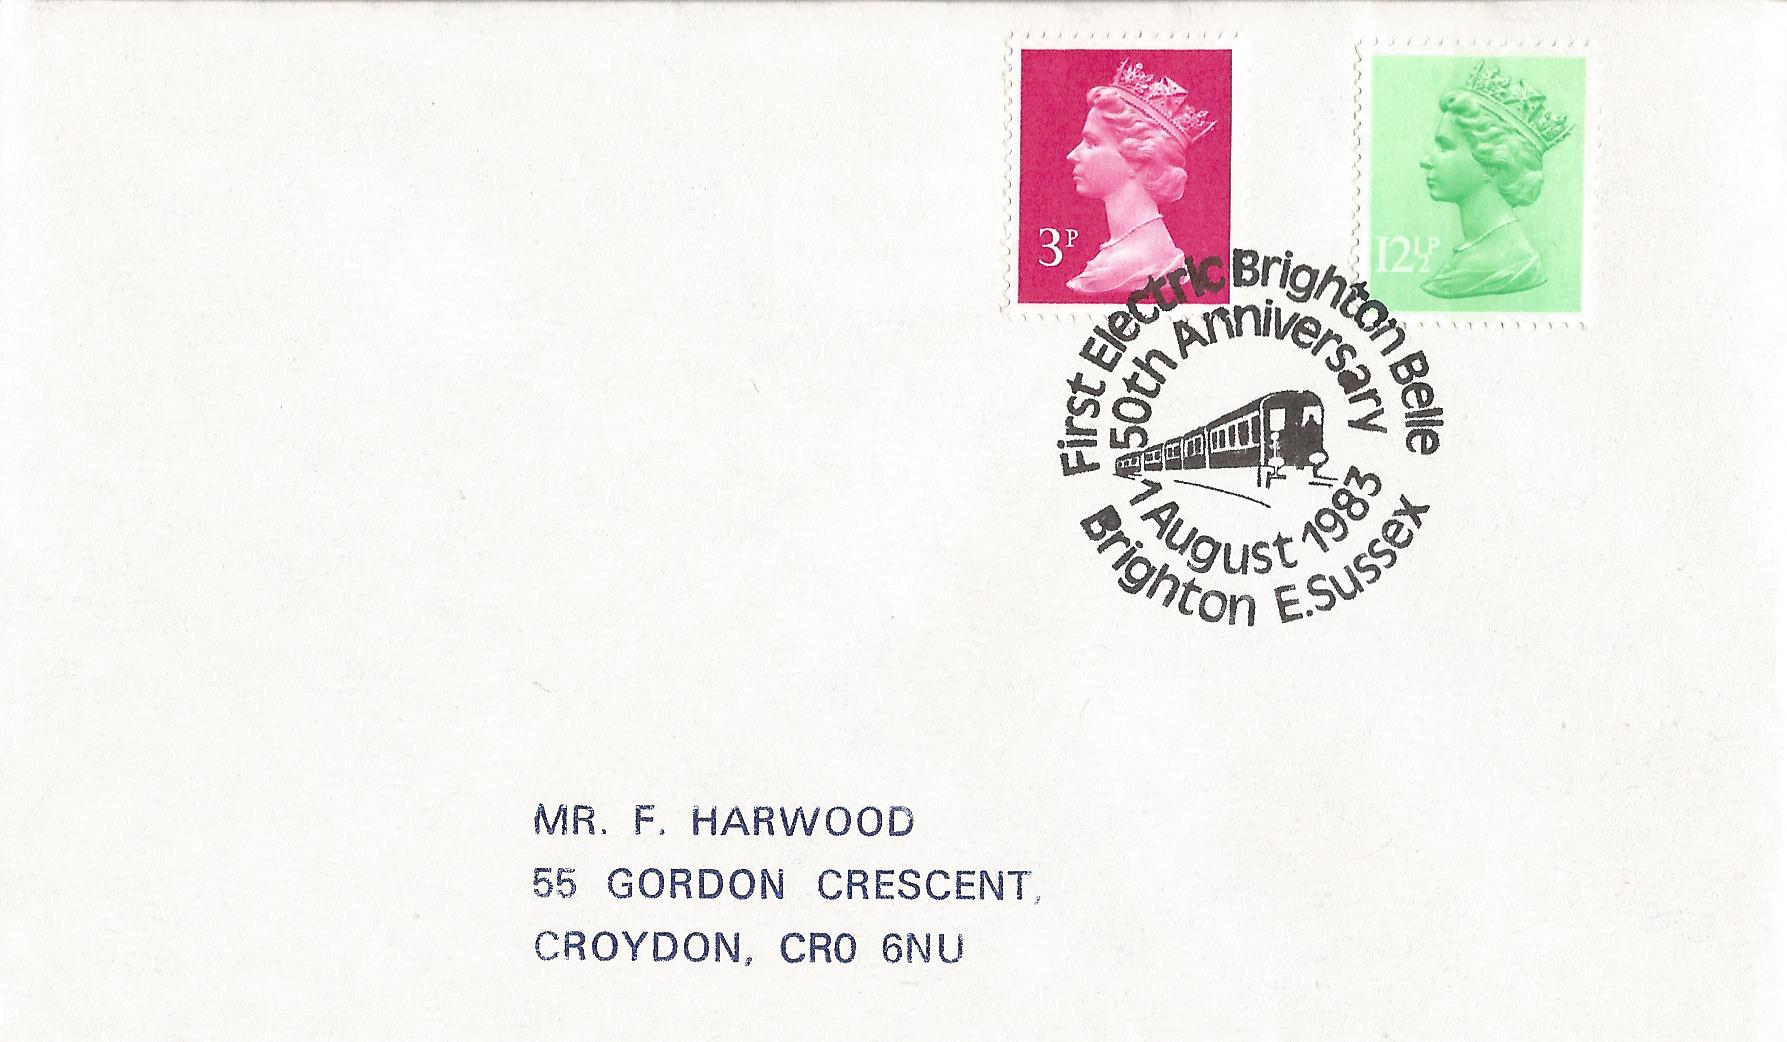 3P
12½P
First Electric Brighton Belle
50th Anniversary
1 August 1983
Brighton E.Sussex
MR. F. HARWOOD
55 GORDON CRESCENT,
CROYDON, CR0 6NU